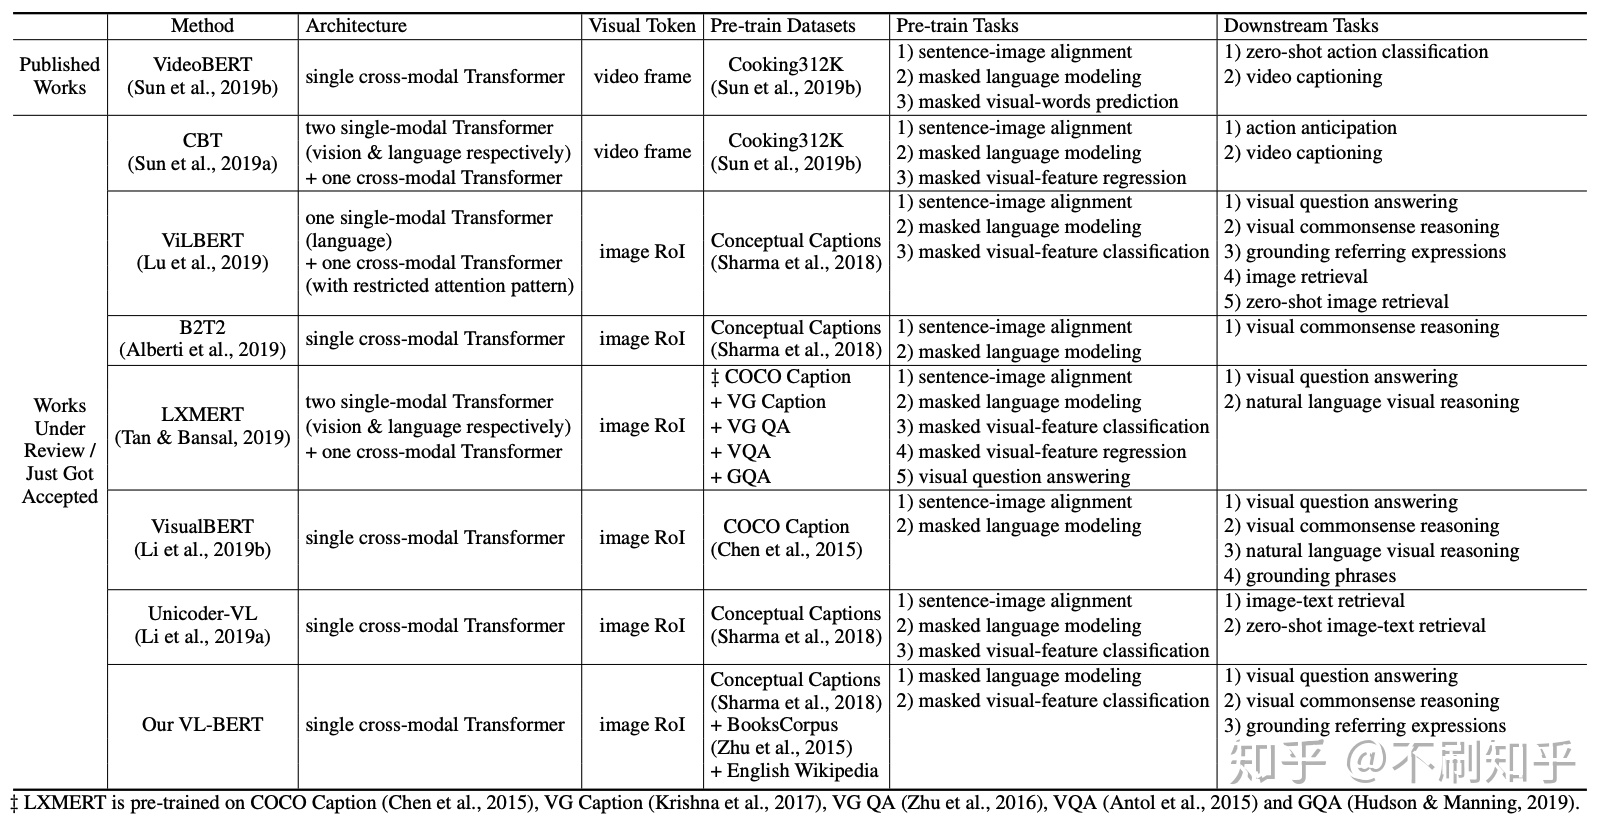 Method Architecture Visual Token Pre-train Datasets Pre-train Tasks Downstream Tasks
Published
Works
VideoBERT
(Sun et al., 2019b)
single cross-modal Transformer
video frame
Cooking312K
(Sun et al., 2019b)
1) sentence-image alignment
2) masked language modeling
3) masked visual-words prediction
1) zero-shot action classification
2) video captioning
Works
Under
Review /
Just Got
Accepted
CBT
(Sun et al., 2019a)
two single-modal Transformer
(vision & language respectively)
+ one cross-modal Transformer
video frame
Cooking312K
(Sun et al., 2019b)
1) sentence-image alignment
2) masked language modeling
3) masked visual-feature regression
1) action anticipation
2) video captioning
ViLBERT
(Lu et al., 2019)
one single-modal Transformer
(language)
+ one cross-modal Transformer
(with restricted attention pattern)
image RoI
Conceptual Captions
(Sharma et al., 2018)
1) sentence-image alignment
2) masked language modeling
3) masked visual-feature classification
1) visual question answering
2) visual commonsense reasoning
3) grounding referring expressions
4) image retrieval
5) zero-shot image retrieval
B2T2
(Alberti et al., 2019)
single cross-modal Transformer
image RoI
Conceptual Captions
(Sharma et al., 2018)
1) sentence-image alignment
2) masked language modeling
1) visual commonsense reasoning
LXMERT
(Tan & Bansal, 2019)
two single-modal Transformer
(vision & language respectively)
+ one cross-modal Transformer
image RoI
‡ COCO Caption
+ VG Caption
+ VG QA
+ VQA
+ GQA
1) sentence-image alignment
2) masked language modeling
3) masked visual-feature classification
4) masked visual-feature regression
5) visual question answering
1) visual question answering
2) natural language visual reasoning
VisualBERT
(Li et al., 2019b)
single cross-modal Transformer
image RoI
COCO Caption
(Chen et al., 2015)
1) sentence-image alignment
2) masked language modeling
1) visual question answering
2) visual commonsense reasoning
3) natural language visual reasoning
4) grounding phrases
Unicoder-VL
(Li et al., 2019a)
single cross-modal Transformer
image RoI
Conceptual Captions
(Sharma et al., 2018)
1) sentence-image alignment
2) masked language modeling
3) masked visual-feature classification
1) image-text retrieval
2) zero-shot image-text retrieval
Our VL-BERT
single cross-modal Transformer
image RoI
Conceptual Captions
(Sharma et al., 2018)
+ BooksCorpus
(Zhu et al., 2015)
+ English Wikipedia
1) masked language modeling
2) masked visual-feature classification
1) visual question answering
2) visual commonsense reasoning
3) grounding referring expressions
知乎 @不刷知乎
‡ LXMERT is pre-trained on COCO Caption (Chen et al., 2015), VG Caption (Krishna et al., 2017), VG QA (Zhu et al., 2016), VQA (Antol et al., 2015) and GQA (Hudson & Manning, 2019).